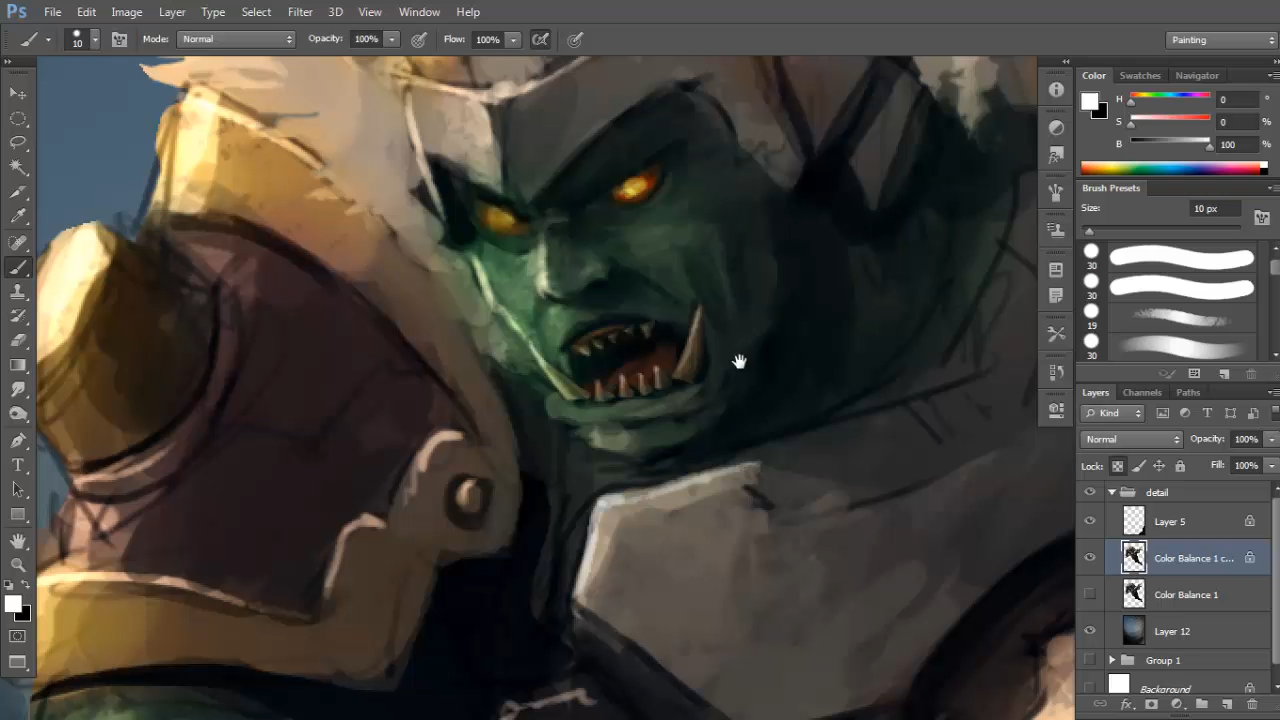 Ps File Edit Image Layer Type Select Filter 3D View Window Help
10 Mode: Normal Opacity: 100% Flow: 100% Painting
Color Swatches Navigator
H 0 °
S 0 %
B 100 %
Brush Presets
Size: 10 px
30
30
19
30
Layers Channels Paths
Kind
Normal Opacity: 100%
Lock: Fill: 100%
detail
Layer 5
Color Balance 1 c...
Color Balance 1
Layer 12
Group 1
Background